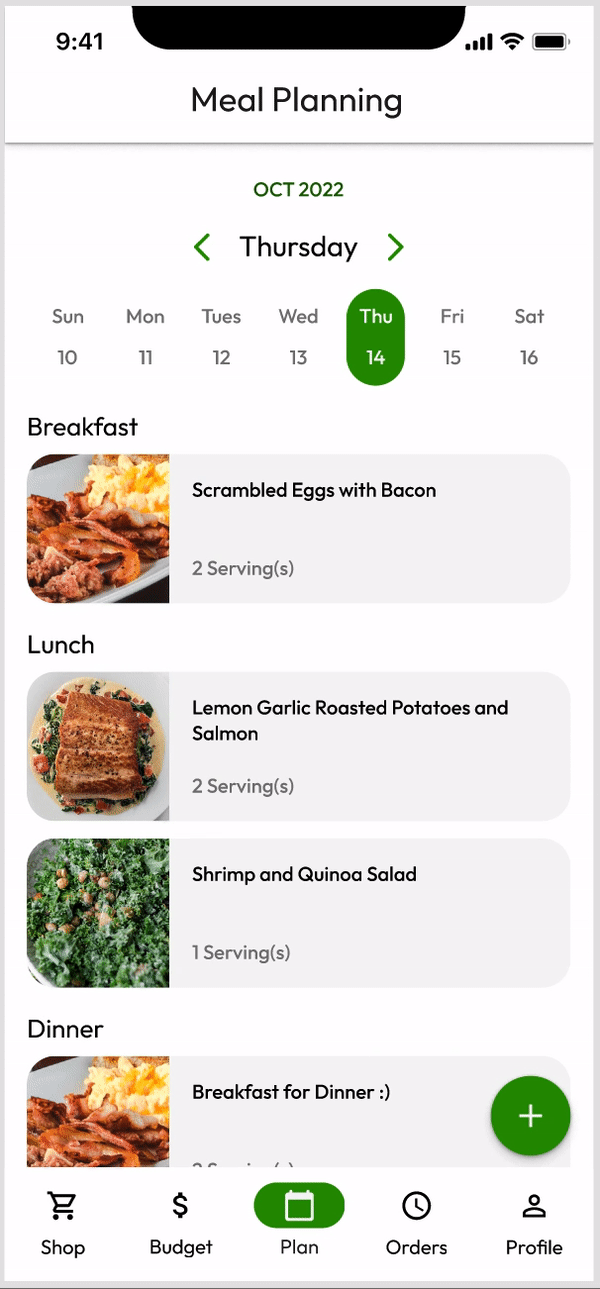 9:41
Meal Planning
OCT 2022
Thursday
Sun Mon Tues Wed Thu Fri Sat
10 11 12 13 14 15 16
Breakfast
Scrambled Eggs with Bacon
2 Serving(s)
Lunch
Lemon Garlic Roasted Potatoes and
Salmon
2 Serving(s)
Shrimp and Quinoa Salad
1 Serving(s)
Dinner
Breakfast for Dinner :)
Shop Budget Plan Orders Profile